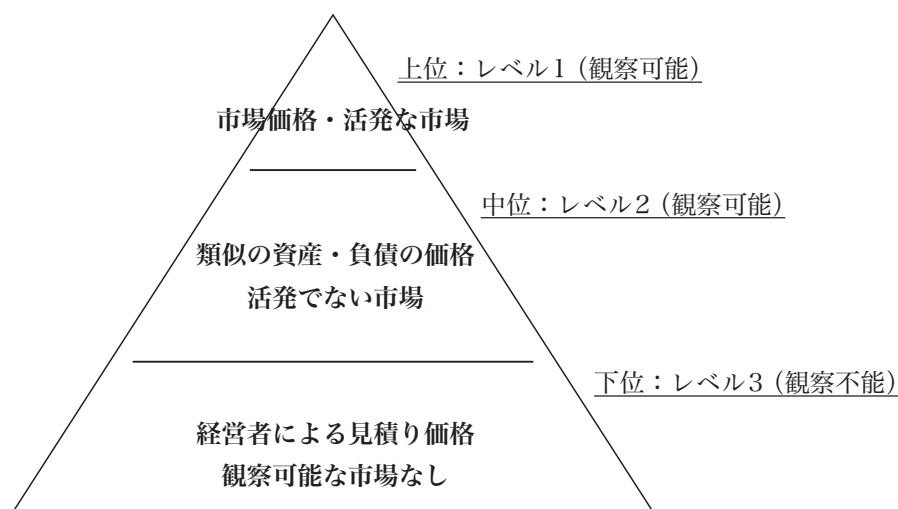 上位：レベル1（観察可能）
市場価格・活発な市場
中位：レベル2（観察可能）
類似の資産・負債の価格
活発でない市場
下位：レベル3（観察不能）
経営者による見積り価格
観察可能な市場なし